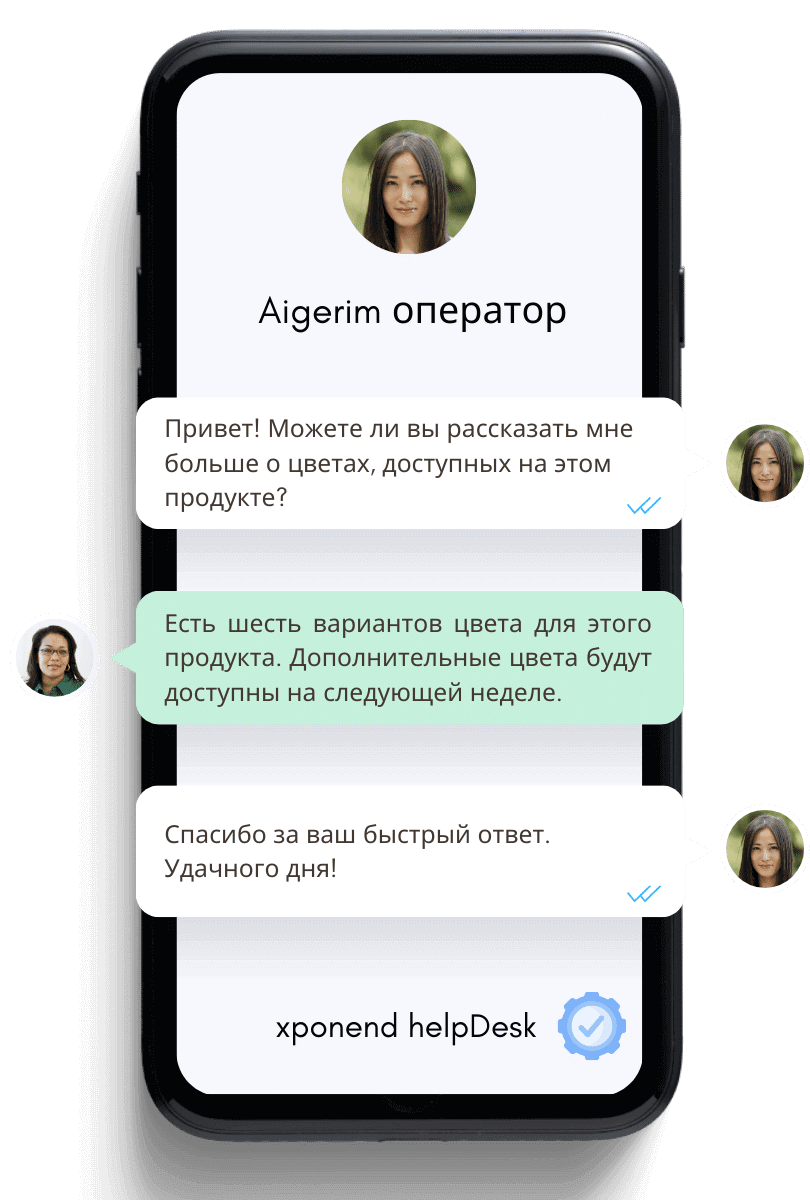 Aigerim оператор
Привет! Можете ли вы рассказать мне
больше о цветах, доступных на этом
продукте?
Есть шесть вариантов цвета для этого
продукта. Дополнительные цвета будут
доступны на следующей неделе.
Спасибо за ваш быстрый ответ.
Удачного дня!
xponend helpDesk